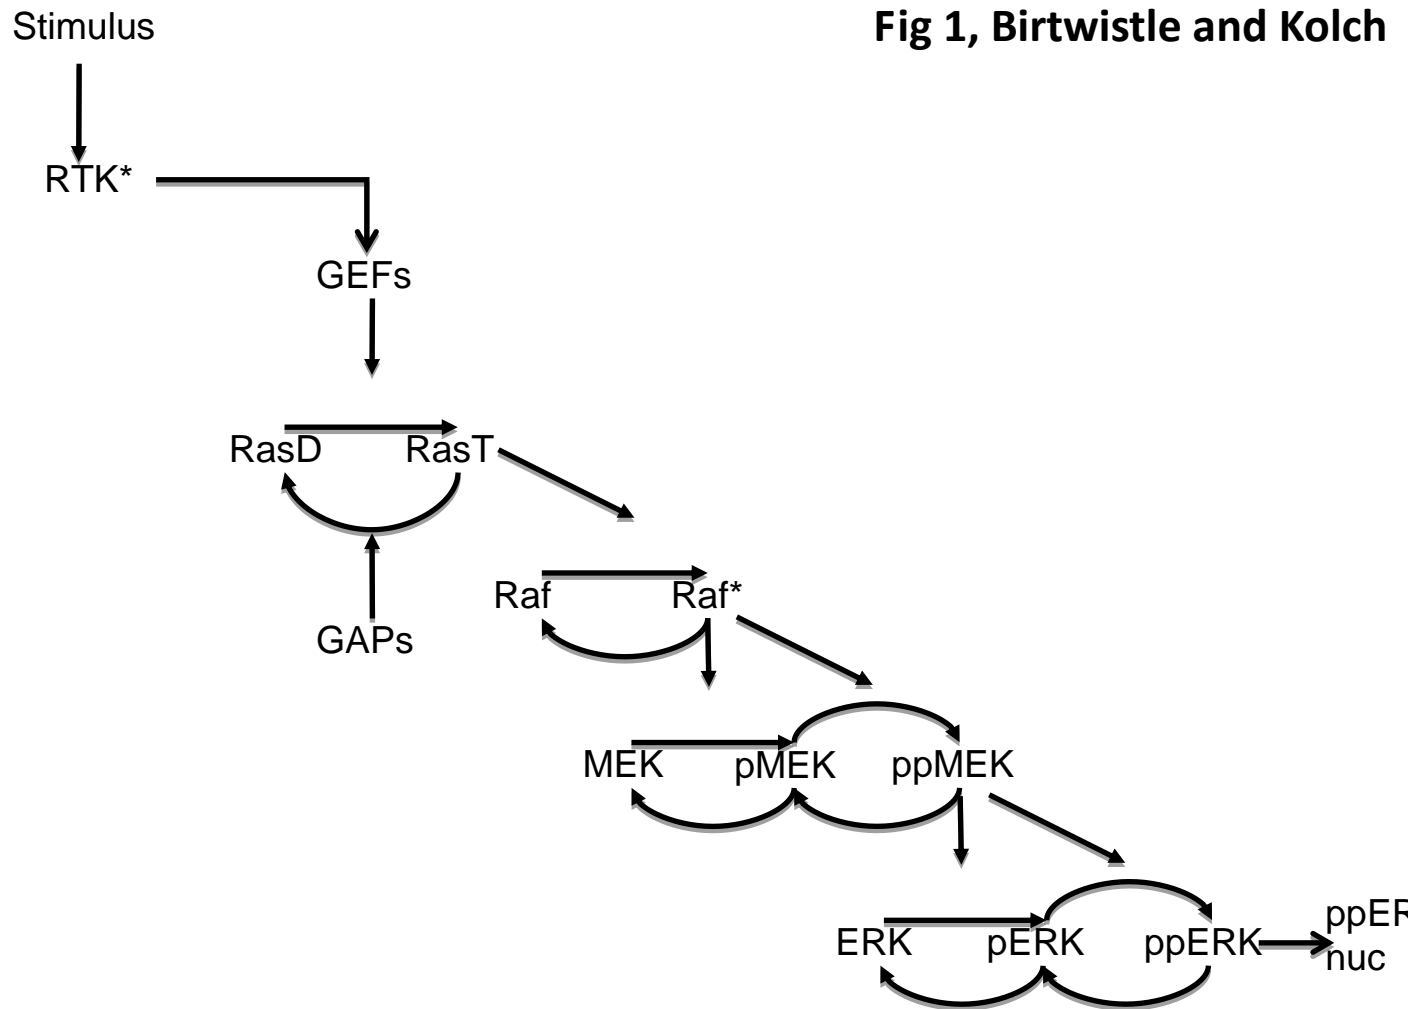 Stimulus
Fig 1, Birtwistle and Kolch
RTK*
GEFs
RasD
RasT
Raf
Raf*
GAPs
MEK
pMEK
ppMEK
ERK
pERK
ppERK
ppER
nuc